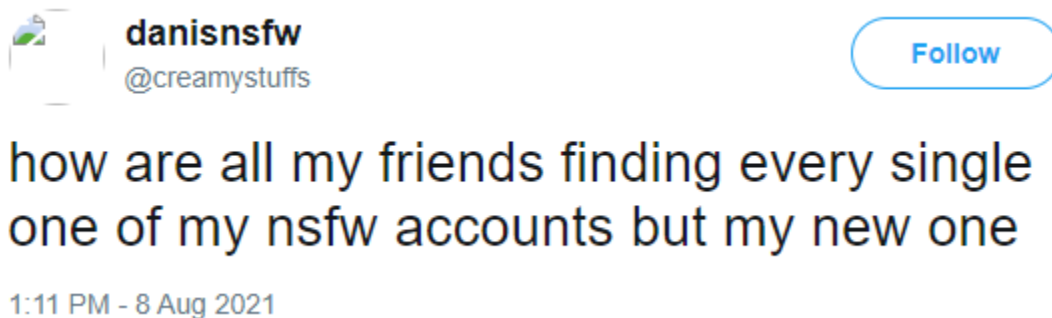 danisnsfw
@creamystuffs
Follow
how are all my friends finding every single
one of my nsfw accounts but my new one
1:11 PM - 8 Aug 2021